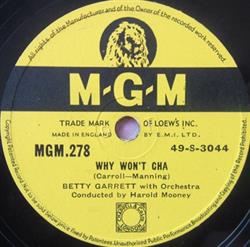 All rights of the Manufacturer and of the Owner of the recorded work reserved.
M-G-M
TRADE MARK OF LOEW'S INC.
MADE IN ENGLAND BY E.M.I. LTD.
MGM.278 49-S-3044
WHY WON'T CHA
(Carroll-Manning)
BETTY GARRETT with Orchestra
Conducted by Harold Mooney